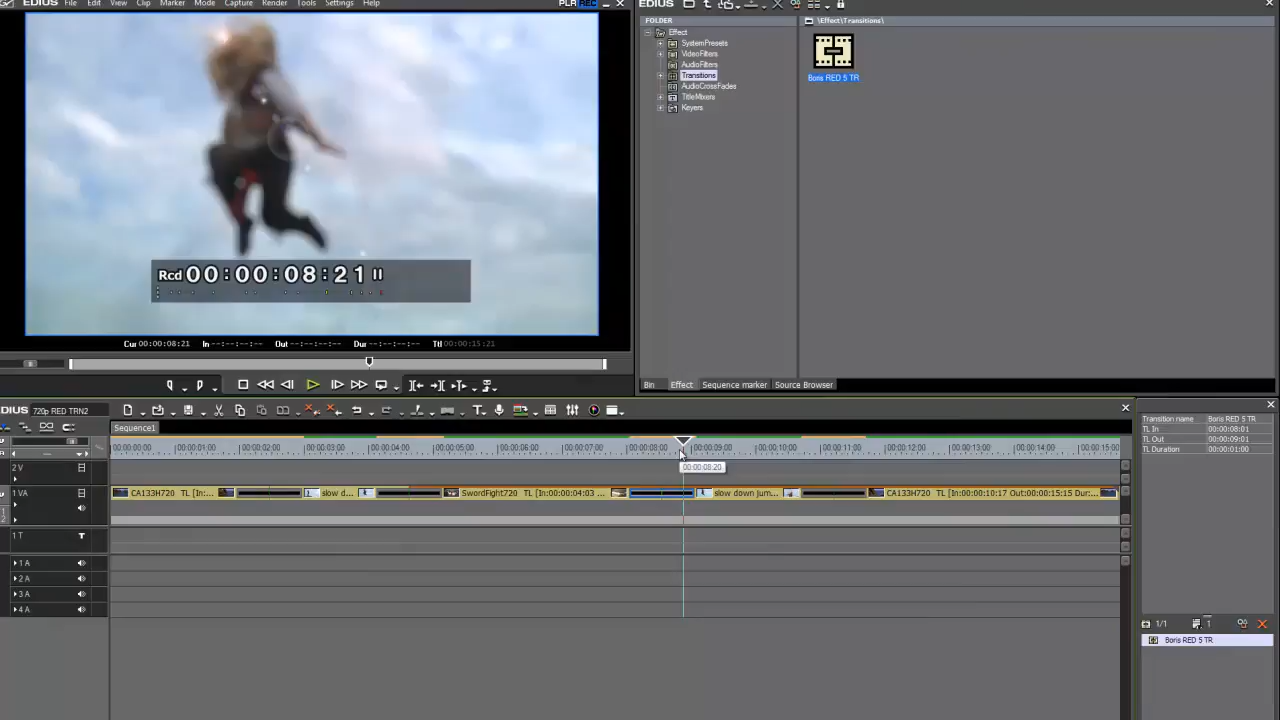 EDIUS File Edit View Clip Marker Mode Capture Render Tools Settings Help PLR REC
Rcd 00:00:08:21
Cur 00:00:08:21 In --:--:--:-- Out --:--:--:-- Dur --:--:--:-- Ttl 00:00:15:21
EDIUS
FOLDER
Effect
SystemPresets
VideoFilters
AudioFilters
Transitions
AudioCrossFades
TitleMixers
Keyers
\Effect\Transitions\
Boris RED 5 TR
Bin Effect Sequence marker Source Browser
EDIUS 720p RED TRN2
Sequence1
00:00:00:00 00:00:01:00 00:00:02:00 00:00:03:00 00:00:04:00 00:00:05:00 00:00:06:00 00:00:07:00 00:00:08:00 00:00:09:00 00:00:10:00 00:00:11:00 00:00:12:00 00:00:13:00 00:00:14:00 00:00:15:00
00:00:08:20
2 V
1 VA CA133H720 TL [In:... slow d... SwordFight720 TL [In:00:00:04:03 ... slow down jum... CA133H720 TL [In:00:00:10:17 Out:00:00:15:15 Dur:...
1
2
1 T T
1 A
2 A
3 A
4 A
Transition name Boris RED 5 TR
TL In 00:00:08:01
TL Out 00:00:09:01
TL Duration 00:00:01:00
1/1 1
Boris RED 5 TR